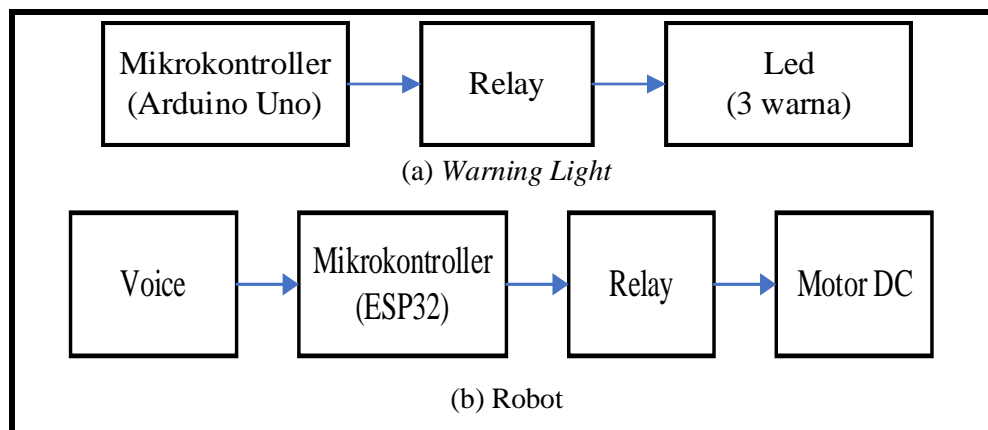 Mikrokontroller
(Arduino Uno)
Relay
Led
(3 warna)
(a) Warning Light
Voice
Mikrokontroller
(ESP32)
Relay
Motor DC
(b) Robot